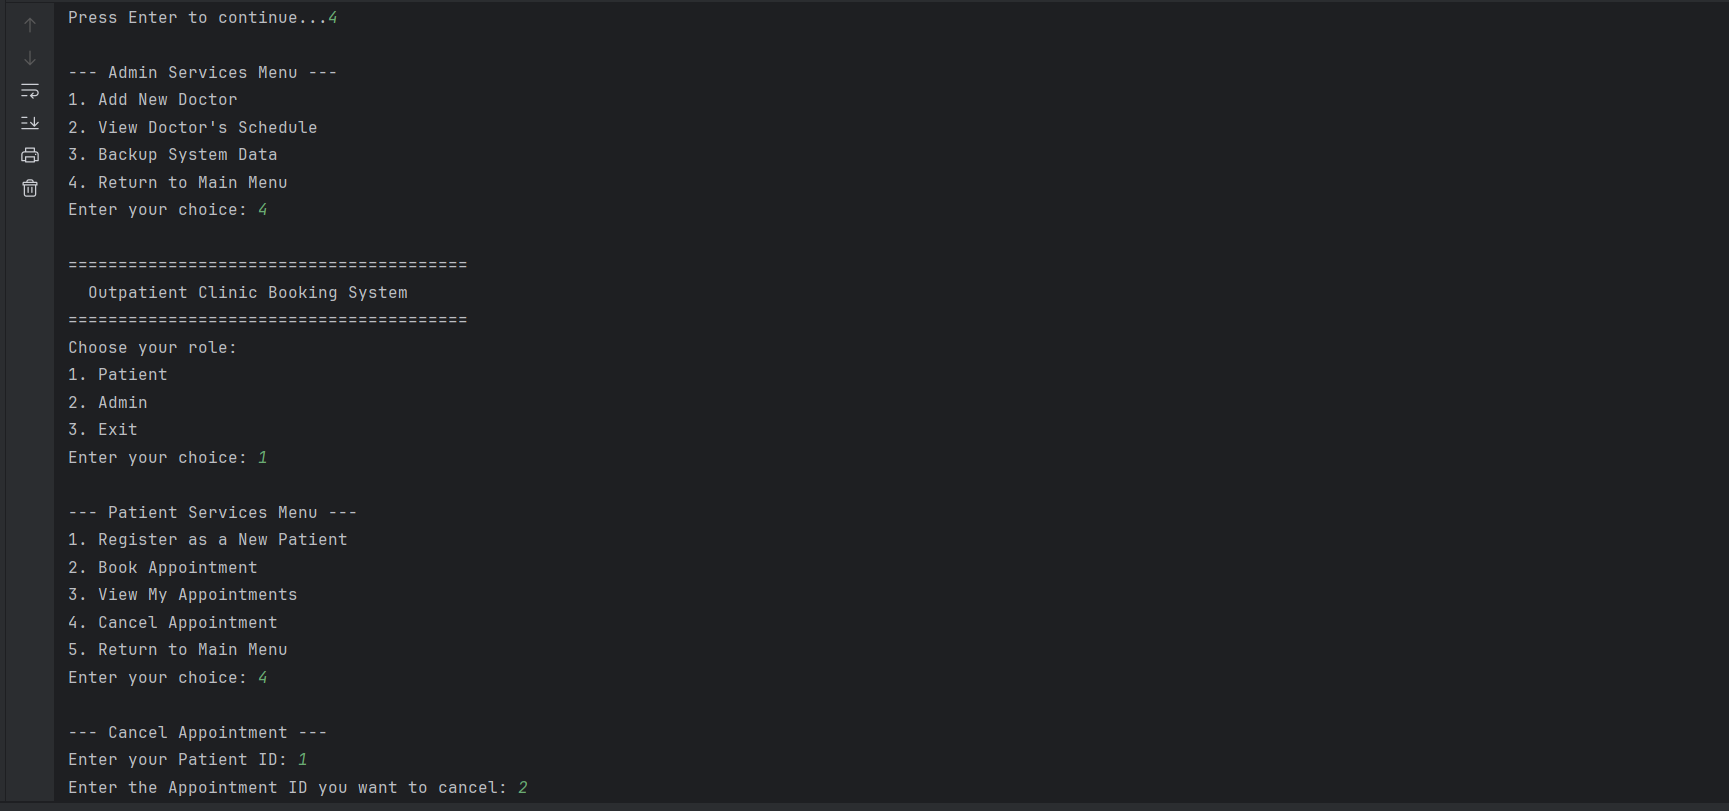 Press Enter to continue...4
--- Admin Services Menu ---
1. Add New Doctor
2. View Doctor's Schedule
3. Backup System Data
4. Return to Main Menu
Enter your choice: 4
========================================
  Outpatient Clinic Booking System
========================================
Choose your role:
1. Patient
2. Admin
3. Exit
Enter your choice: 1
--- Patient Services Menu ---
1. Register as a New Patient
2. Book Appointment
3. View My Appointments
4. Cancel Appointment
5. Return to Main Menu
Enter your choice: 4
--- Cancel Appointment ---
Enter your Patient ID: 1
Enter the Appointment ID you want to cancel: 2